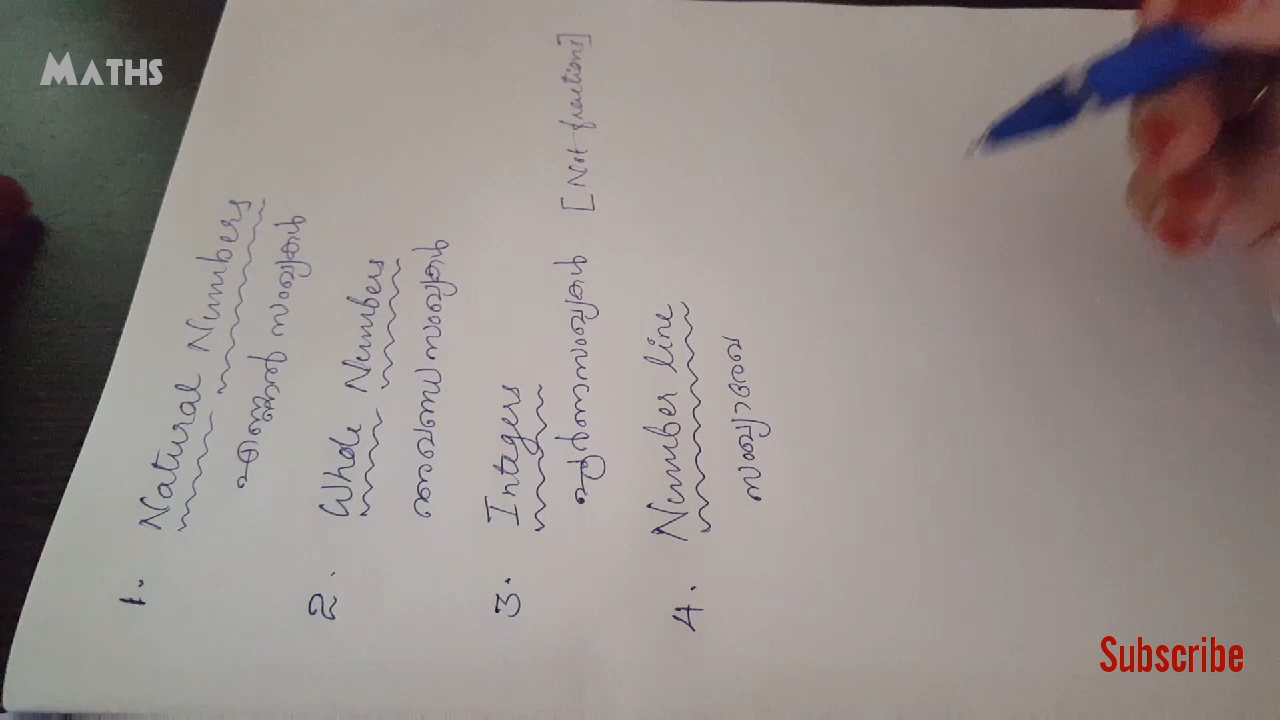 MATHS
1. Natural Numbers
എണ്ണൽ സംഖ്യകൾ
2. Whole Numbers
അഖണ്ഡസംഖ്യകൾ
3. Integers
പൂർണ്ണസംഖ്യകൾ [Not fractions]
4. Number line
സംഖ്യാരേഖ
Subscribe